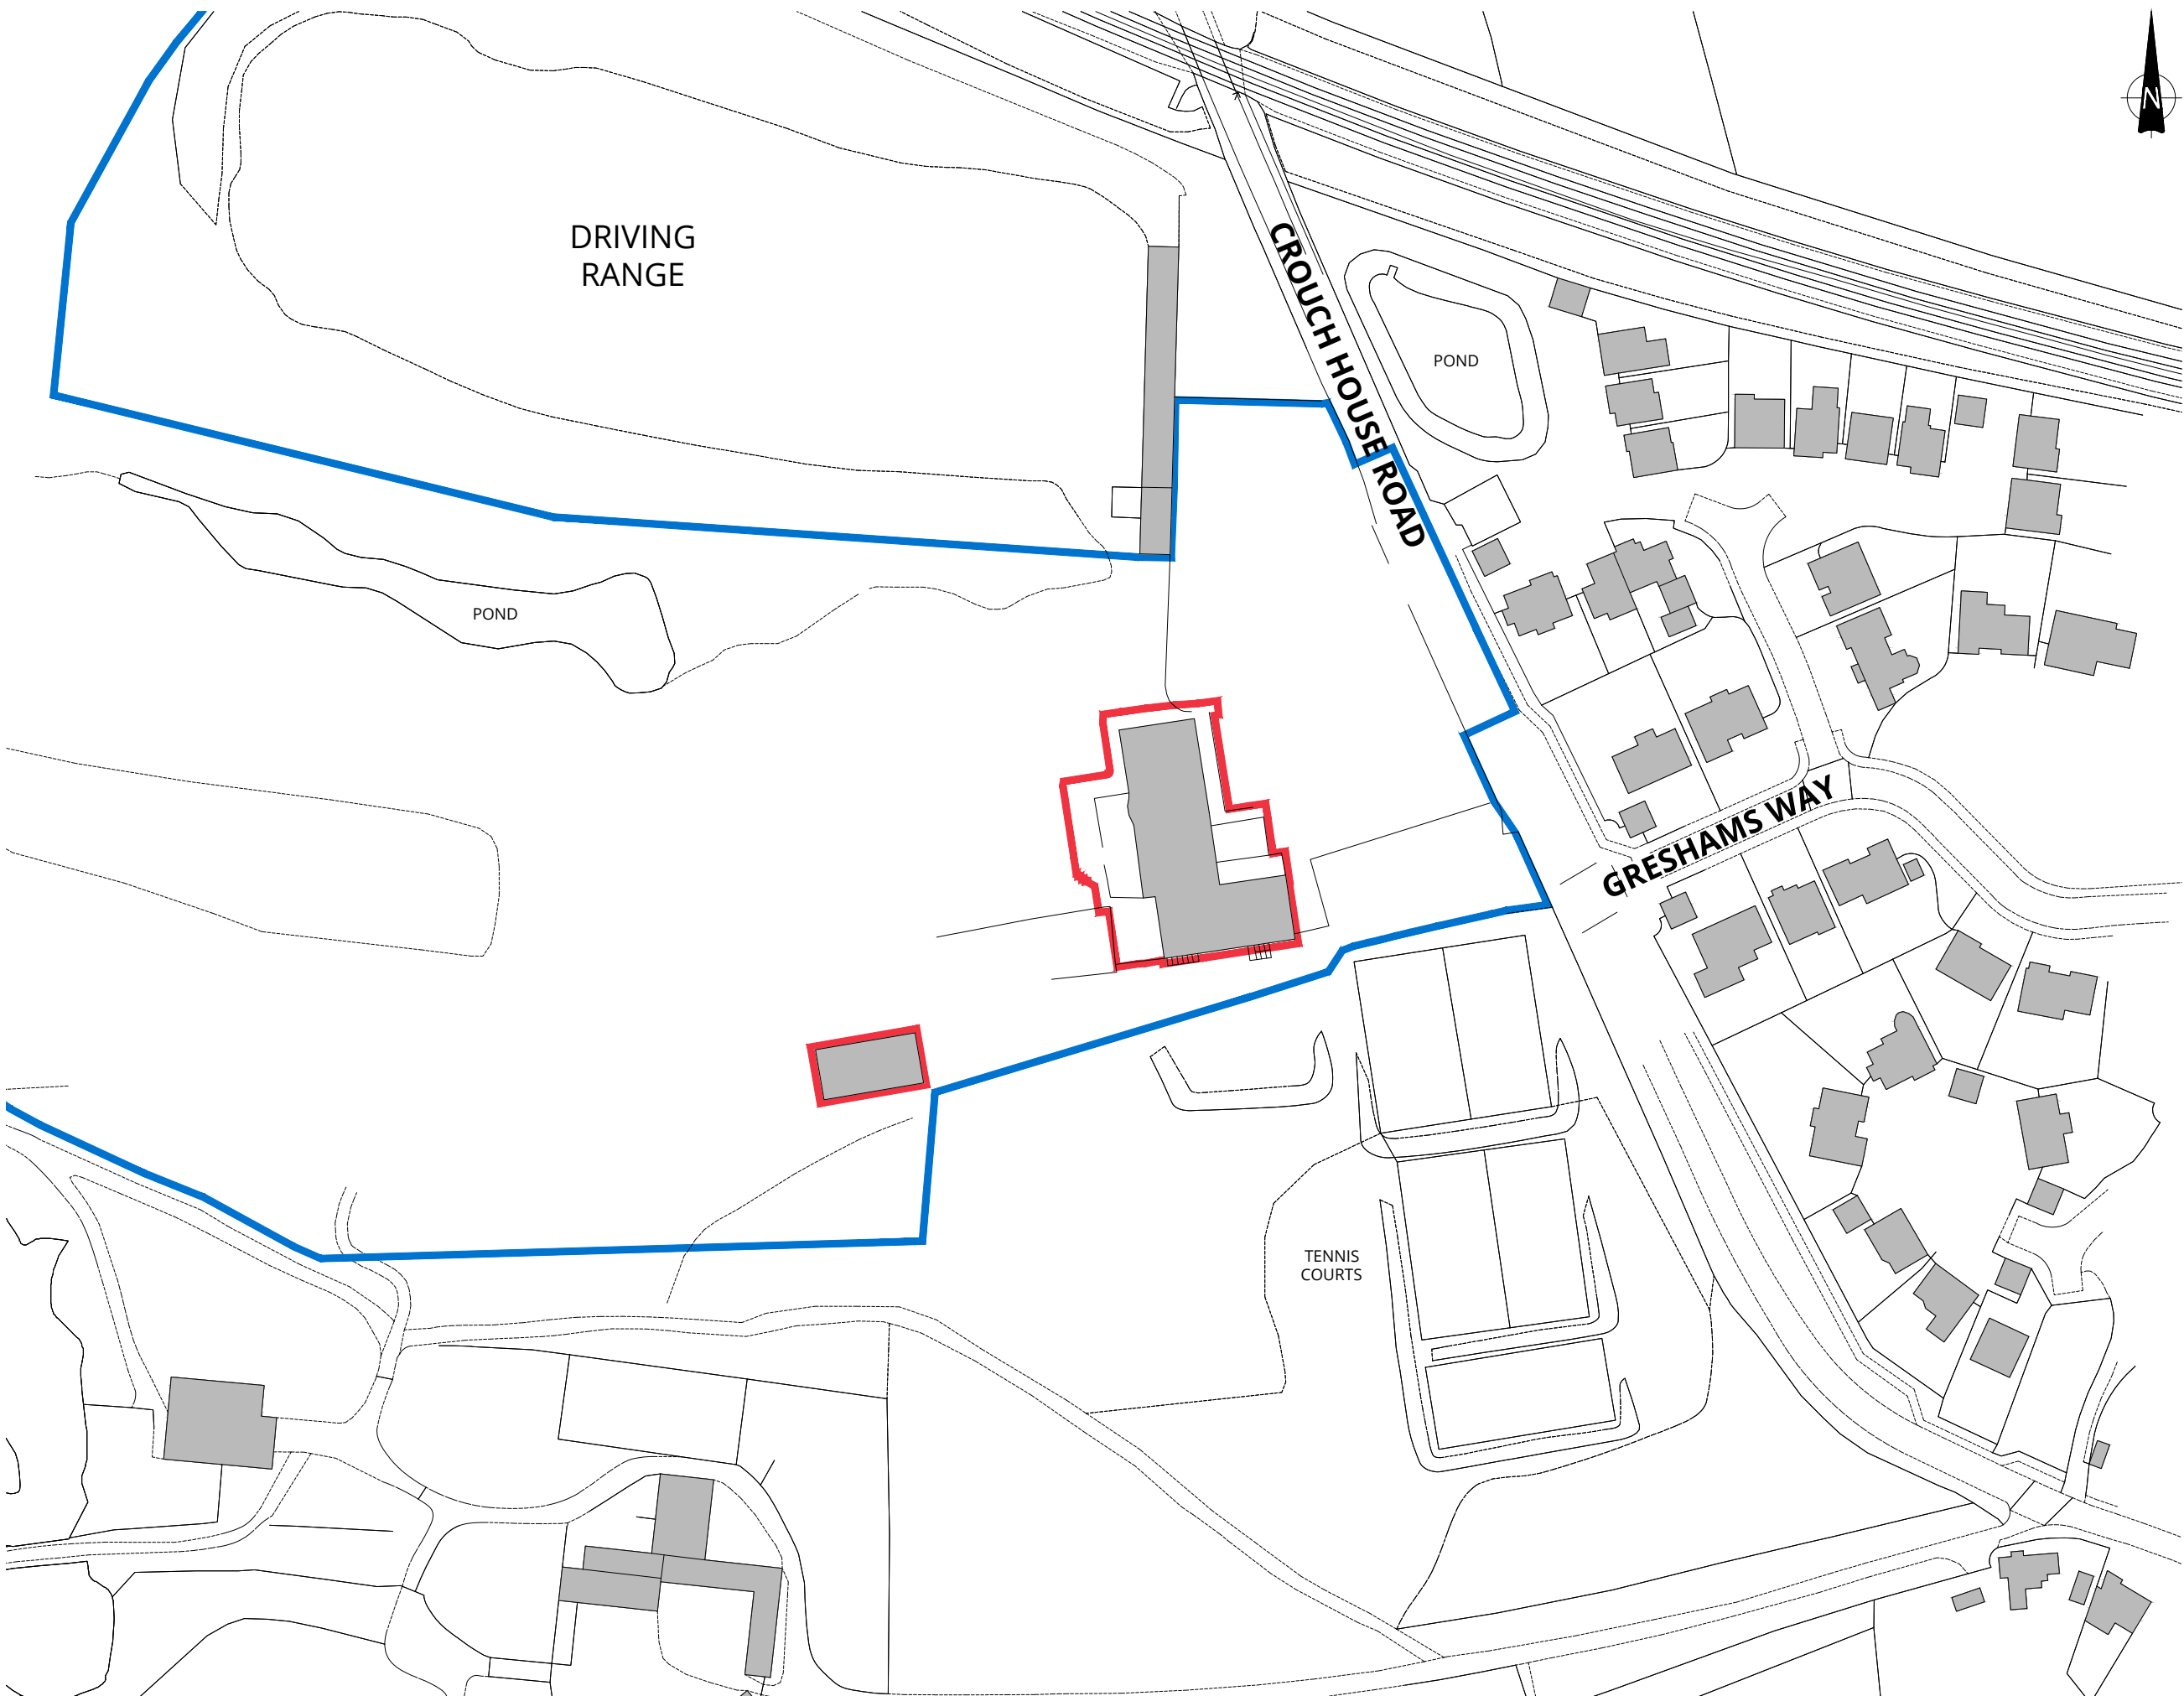 N
DRIVING
RANGE
CROUCH HOUSE ROAD
POND
POND
GRESHAMS WAY
TENNIS
COURTS